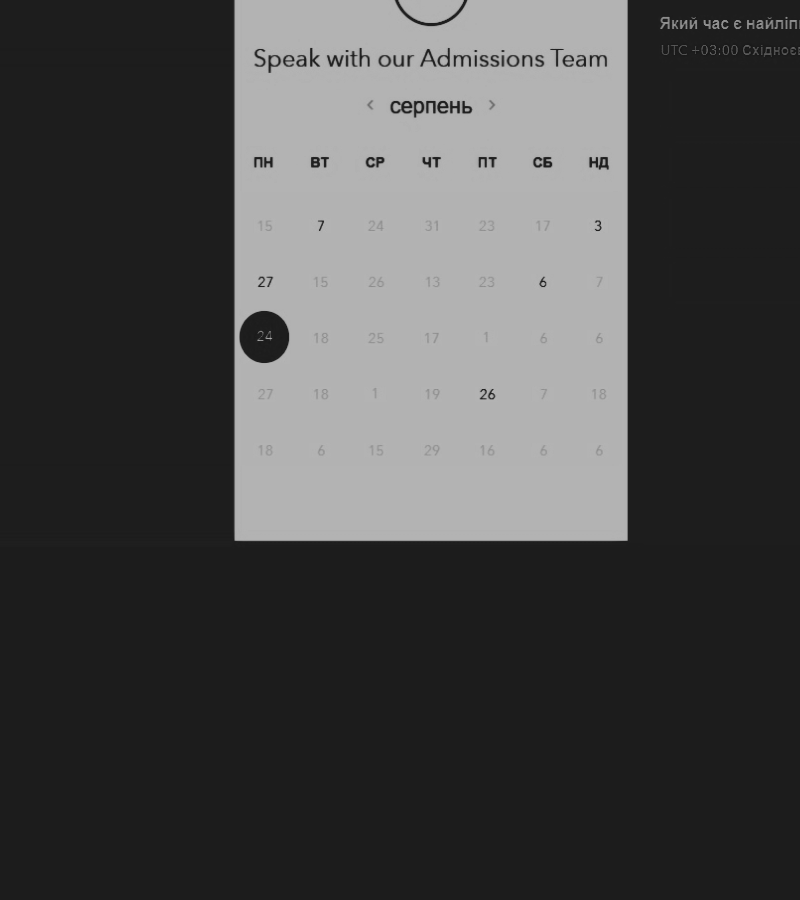 Який час є
UTC +03:00
Speak with our Admissions Team
‹ серпень ›
ПН ВТ СР ЧТ ПТ СБ НД
15 7 24 31 23 17 3
27 15 26 13 23 6 7
24 18 25 17 1 6 6
27 18 1 19 26 7 18
18 6 15 29 16 6 6